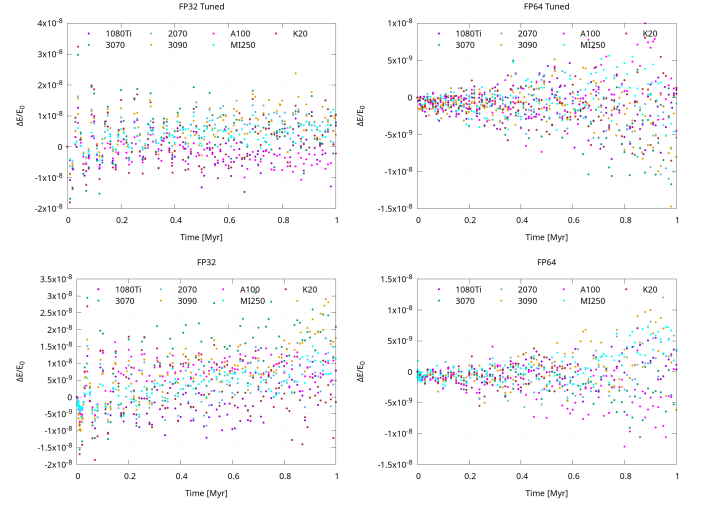 FP32 Tuned
4x10⁻⁸
3x10⁻⁸
2x10⁻⁸
1x10⁻⁸
0
-1x10⁻⁸
-2x10⁻⁸
ΔE/E₀
1080Ti 2070 A100 K20
3070 3090 MI250
0 0.2 0.4 0.6 0.8 1
Time [Myr]
FP64 Tuned
1x10⁻⁸
5x10⁻⁹
0
-5x10⁻⁹
-1x10⁻⁸
-1.5x10⁻⁸
ΔE/E₀
1080Ti 2070 A100 K20
3070 3090 MI250
0 0.2 0.4 0.6 0.8 1
Time [Myr]
FP32
3.5x10⁻⁸
3x10⁻⁸
2.5x10⁻⁸
2x10⁻⁸
1.5x10⁻⁸
1x10⁻⁸
5x10⁻⁹
0
-5x10⁻⁹
-1x10⁻⁸
-1.5x10⁻⁸
-2x10⁻⁸
ΔE/E₀
1080Ti 2070 A100 K20
3070 3090 MI250
0 0.2 0.4 0.6 0.8 1
Time [Myr]
FP64
1.5x10⁻⁸
1x10⁻⁸
5x10⁻⁹
0
-5x10⁻⁹
-1x10⁻⁸
-1.5x10⁻⁸
ΔE/E₀
1080Ti 2070 A100 K20
3070 3090 MI250
0 0.2 0.4 0.6 0.8 1
Time [Myr]